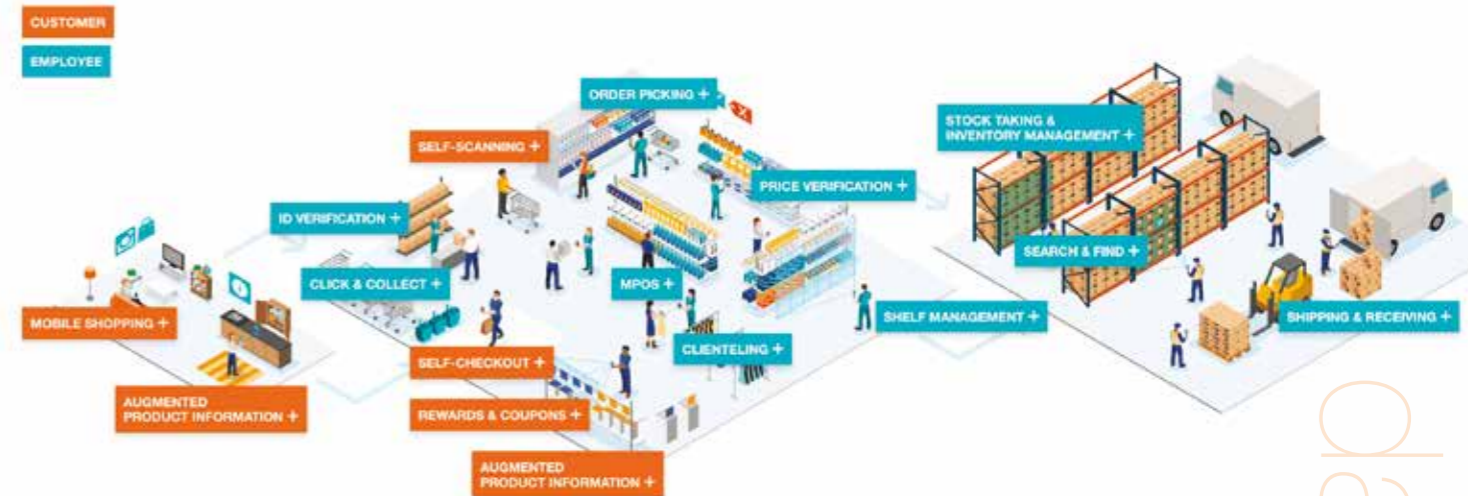 CUSTOMER
EMPLOYEE
ORDER PICKING +
SELF-SCANNING +
STOCK TAKING &
INVENTORY MANAGEMENT +
PRICE VERIFICATION +
ID VERIFICATION +
SEARCH & FIND +
CLICK & COLLECT +
MPOS +
MOBILE SHOPPING +
SHELF MANAGEMENT +
SHIPPING & RECEIVING +
CLIENTELING +
SELF-CHECKOUT +
AUGMENTED
PRODUCT INFORMATION +
REWARDS & COUPONS +
AUGMENTED
PRODUCT INFORMATION +